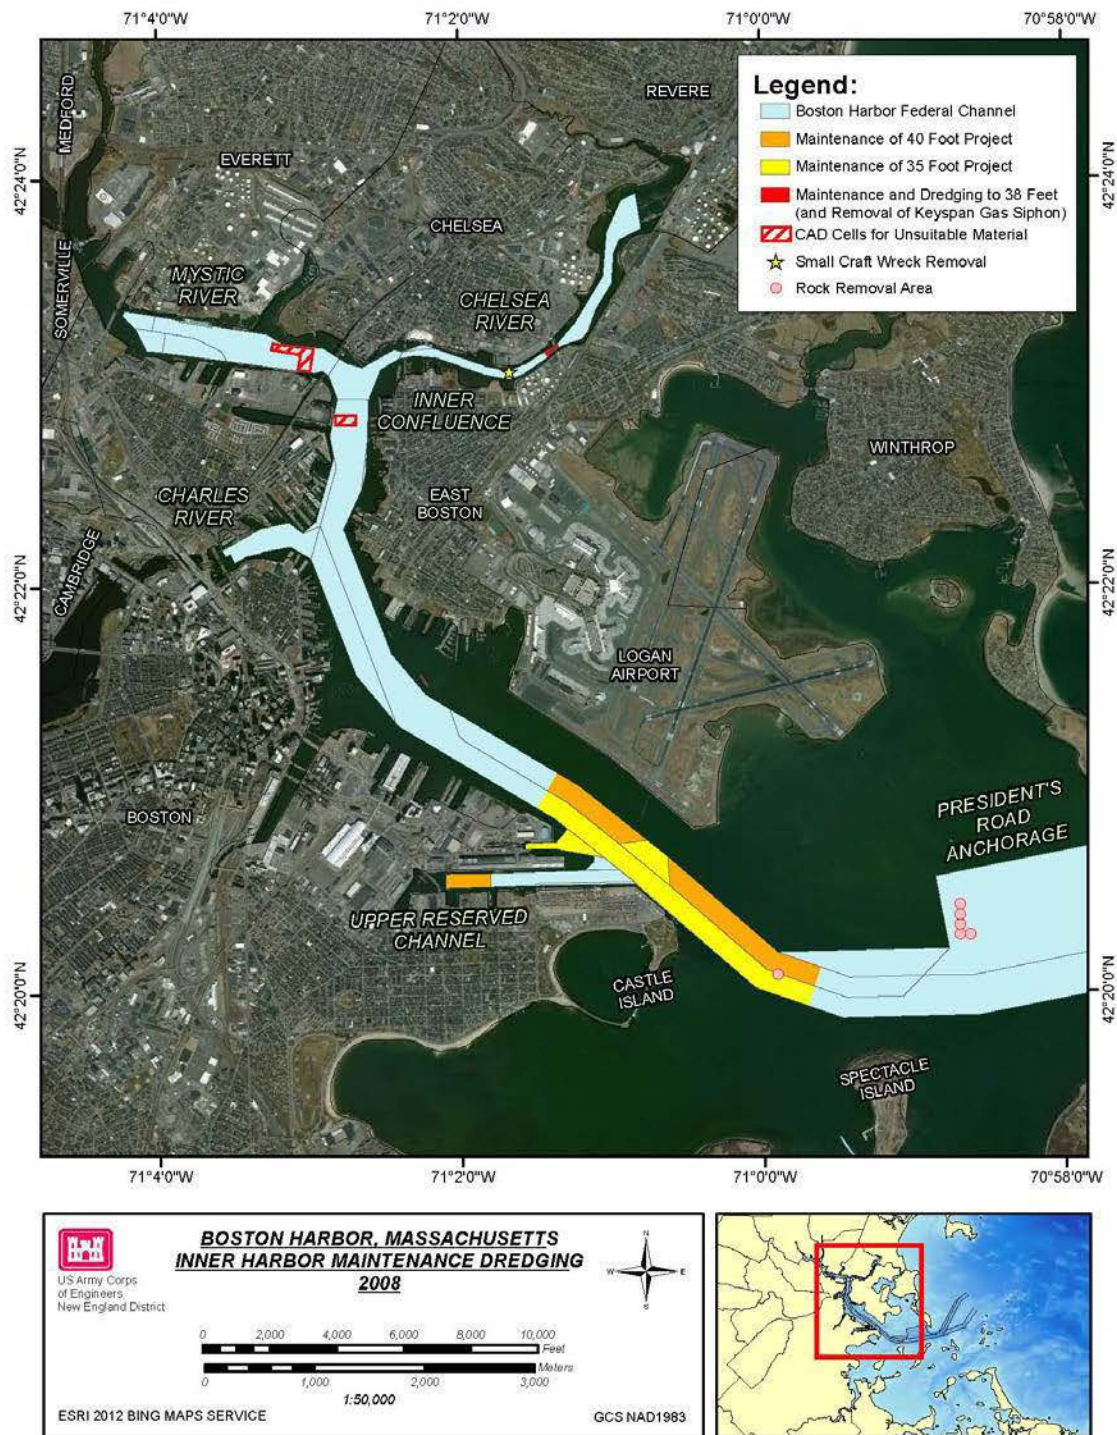 71°4'0"W
71°2'0"W
71°0'0"W
70°58'0"W
Legend:
Boston Harbor Federal Channel
Maintenance of 40 Foot Project
Maintenance of 35 Foot Project
Maintenance and Dredging to 38 Feet
(and Removal of Keyspan Gas Siphon)
CAD Cells for Unsuitable Material
Small Craft Wreck Removal
Rock Removal Area
MEDFORD
REVERE
EVERETT
42°24'0"N
42°24'0"N
CHELSEA
SOMERVILLE
MYSTIC
RIVER
CHELSEA
RIVER
INNER
CONFLUENCE
WINTHROP
CHARLES
RIVER
EAST
BOSTON
CAMBRIDGE
42°22'0"N
42°22'0"N
LOGAN
AIRPORT
BOSTON
PRESIDENT'S
ROAD
ANCHORAGE
UPPER RESERVED
CHANNEL
CASTLE
ISLAND
42°20'0"N
42°20'0"N
SPECTACLE
ISLAND
71°4'0"W
71°2'0"W
71°0'0"W
70°58'0"W
US Army Corps
of Engineers
New England District
BOSTON HARBOR, MASSACHUSETTS
INNER HARBOR MAINTENANCE DREDGING
2008
N
W
E
S
0 2,000 4,000 6,000 8,000 10,000
Feet
Meters
0 1,000 2,000 3,000
1:50,000
ESRI 2012 BING MAPS SERVICE
GCS NAD1983